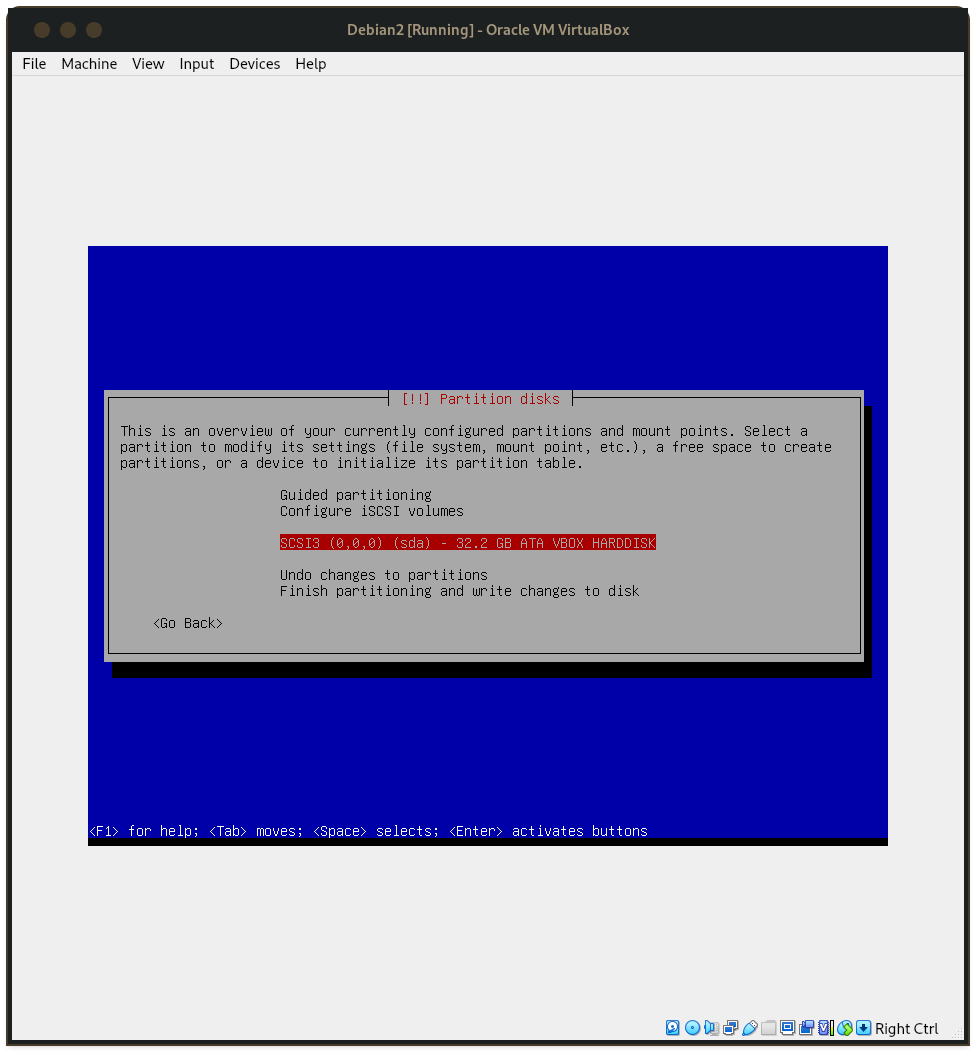 Debian2 [Running] - Oracle VM VirtualBox
File Machine View Input Devices Help
[!!] Partition disks
This is an overview of your currently configured partitions and mount points. Select a
partition to modify its settings (file system, mount point, etc.), a free space to create
partitions, or a device to initialize its partition table.
Guided partitioning
Configure iSCSI volumes
SCSI3 (0,0,0) (sda) - 32.2 GB ATA VBOX HARDDISK
Undo changes to partitions
Finish partitioning and write changes to disk
<Go Back>
<F1> for help; <Tab> moves; <Space> selects; <Enter> activates buttons
Right Ctrl